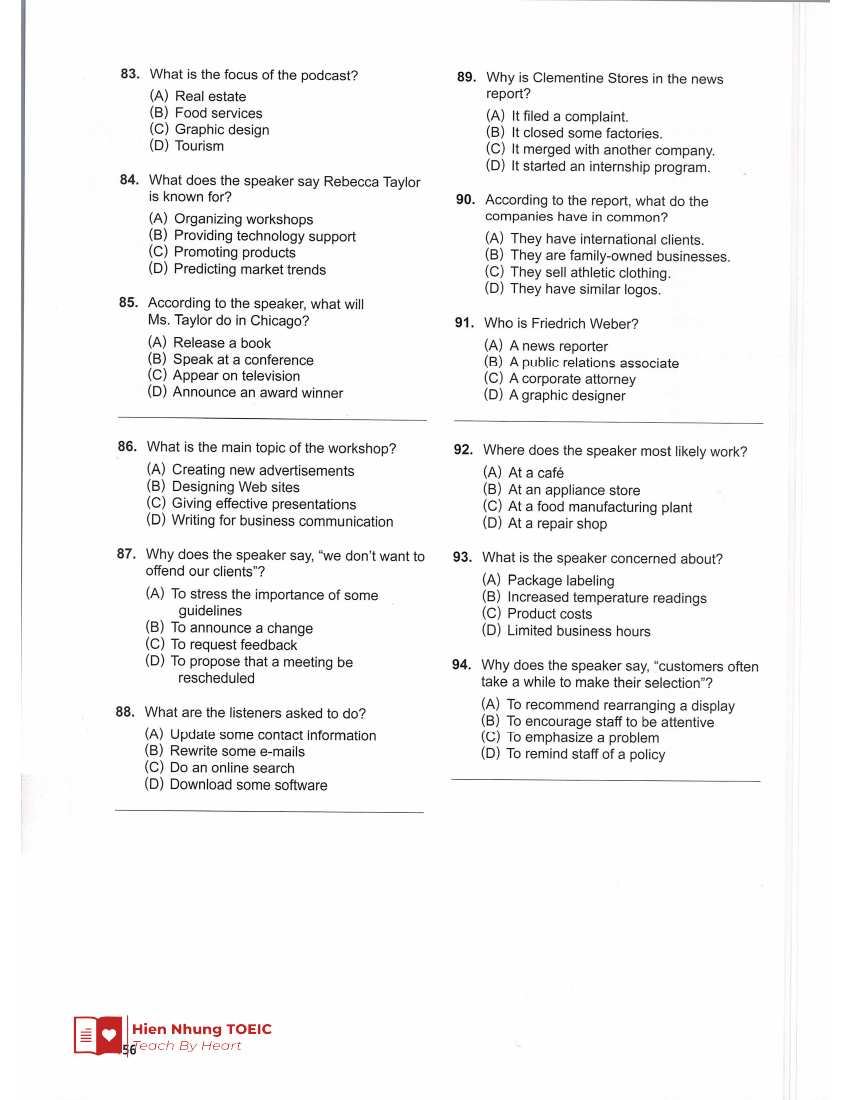 83. What is the focus of the podcast?
(A) Real estate
(B) Food services
(C) Graphic design
(D) Tourism
84. What does the speaker say Rebecca Taylor
is known for?
(A) Organizing workshops
(B) Providing technology support
(C) Promoting products
(D) Predicting market trends
85. According to the speaker, what will
Ms. Taylor do in Chicago?
(A) Release a book
(B) Speak at a conference
(C) Appear on television
(D) Announce an award winner
86. What is the main topic of the workshop?
(A) Creating new advertisements
(B) Designing Web sites
(C) Giving effective presentations
(D) Writing for business communication
87. Why does the speaker say, “we don’t want to
offend our clients”?
(A) To stress the importance of some
guidelines
(B) To announce a change
(C) To request feedback
(D) To propose that a meeting be
rescheduled
88. What are the listeners asked to do?
(A) Update some contact information
(B) Rewrite some e-mails
(C) Do an online search
(D) Download some software
89. Why is Clementine Stores in the news
report?
(A) It filed a complaint.
(B) It closed some factories.
(C) It merged with another company.
(D) It started an internship program.
90. According to the report, what do the
companies have in common?
(A) They have international clients.
(B) They are family-owned businesses.
(C) They sell athletic clothing.
(D) They have similar logos.
91. Who is Friedrich Weber?
(A) A news reporter
(B) A public relations associate
(C) A corporate attorney
(D) A graphic designer
92. Where does the speaker most likely work?
(A) At a café
(B) At an appliance store
(C) At a food manufacturing plant
(D) At a repair shop
93. What is the speaker concerned about?
(A) Package labeling
(B) Increased temperature readings
(C) Product costs
(D) Limited business hours
94. Why does the speaker say, “customers often
take a while to make their selection”?
(A) To recommend rearranging a display
(B) To encourage staff to be attentive
(C) To emphasize a problem
(D) To remind staff of a policy
Hien Nhung TOEIC
Teach By Heart
56